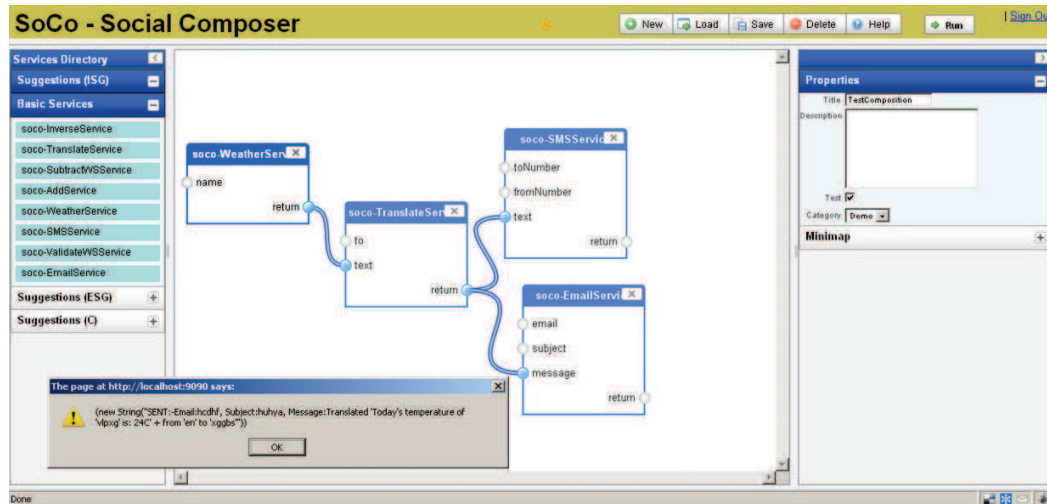 SoCo - Social Composer
New Load Save Delete Help Run
| Sign Ou
Services Directory
Suggestions (ISG)
Basic Services
soco-InverseService
soco-TranslateService
soco-SubtractWSService
soco-AddService
soco-WeatherService
soco-SMSService
soco-ValidateWSService
soco-EmailService
Suggestions (ESG)
Suggestions (C)
soco-WeatherServ
name
return
soco-TranslateSer
to
text
return
soco-SMSServic
toNumber
fromNumber
text
return
soco-EmailServi
email
subject
message
return
Properties
Title TestComposition
Description
Test
Category Demo
Minimap
The page at http://localhost:9090 says:
(new String("SENT:-Email:hcdhf, Subject:huhya, Message:Translated 'Today's temperature of
'vlpxg' is: 24C' + from 'en' to 'xggbs'"))
OK
Done